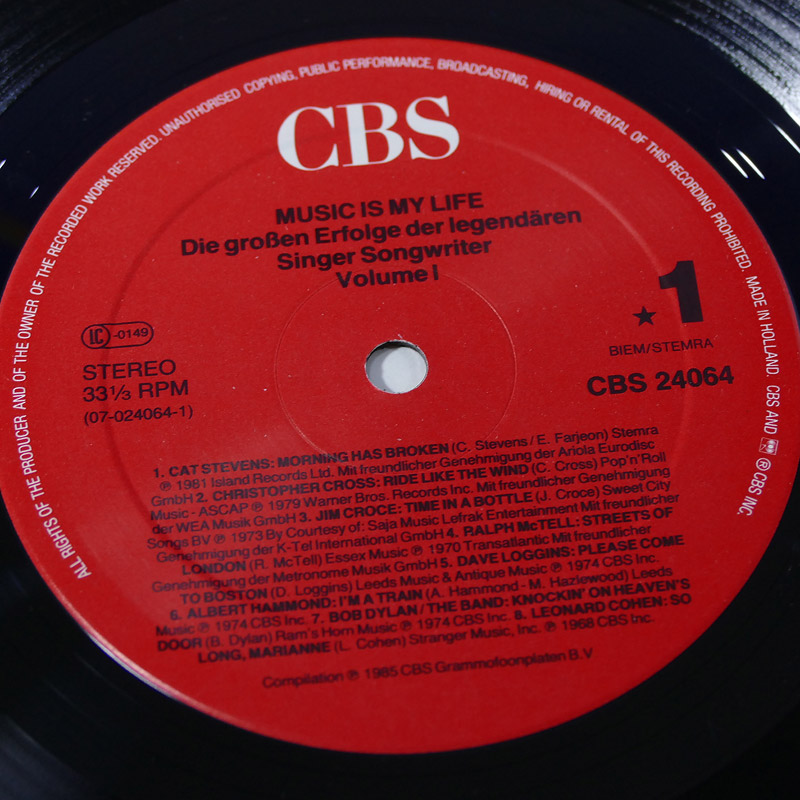 ALL RIGHTS OF THE PRODUCER AND OF THE OWNER OF THE RECORDED WORK RESERVED. UNAUTHORISED COPYING, PUBLIC PERFORMANCE, BROADCASTING, HIRING OR RENTAL OF THIS RECORDING PROHIBITED. MADE IN HOLLAND. CBS AND ℗ CBS INC.
CBS
MUSIC IS MY LIFE
Die großen Erfolge der legendären
Singer Songwriter
Volume I
LC -0149
STEREO
33⅓ RPM
(07-024064-1)
★ 1
BIEM/STEMRA
CBS 24064
1. CAT STEVENS: MORNING HAS BROKEN (C. Stevens / E. Farjeon) Stemra
℗ 1981 Island Records Ltd. Mit freundlicher Genehmigung der Ariola Eurodisc
GmbH 2. CHRISTOPHER CROSS: RIDE LIKE THE WIND (C. Cross) Pop'n'Roll
Music - ASCAP ℗ 1979 Warner Bros. Records Inc. Mit freundlicher Genehmigung
der WEA Musik GmbH 3. JIM CROCE: TIME IN A BOTTLE (J. Croce) Sweet City
Songs BV ℗ 1973 By Courtesy of: Saja Music Lefrak Entertainment Mit freundlicher
Genehmigung der K-Tel International GmbH 4. RALPH McTELL: STREETS OF
LONDON (R. McTell) Essex Music ℗ 1970 Transatlantic Mit freundlicher
Genehmigung der Metronome Musik GmbH 5. DAVE LOGGINS: PLEASE COME
TO BOSTON (D. Loggins) Leeds Music & Antique Music ℗ 1974 CBS Inc.
6. ALBERT HAMMOND: I'M A TRAIN (A. Hammond - M. Hazlewood) Leeds
Music ℗ 1974 CBS Inc. 7. BOB DYLAN / THE BAND: KNOCKIN' ON HEAVEN'S
DOOR (B. Dylan) Ram's Horn Music ℗ 1974 CBS Inc. 8. LEONARD COHEN: SO
LONG, MARIANNE (L. Cohen) Stranger Music, Inc. ℗ 1968 CBS Inc.
Compilation ℗ 1985 CBS Grammofoonplaten B.V